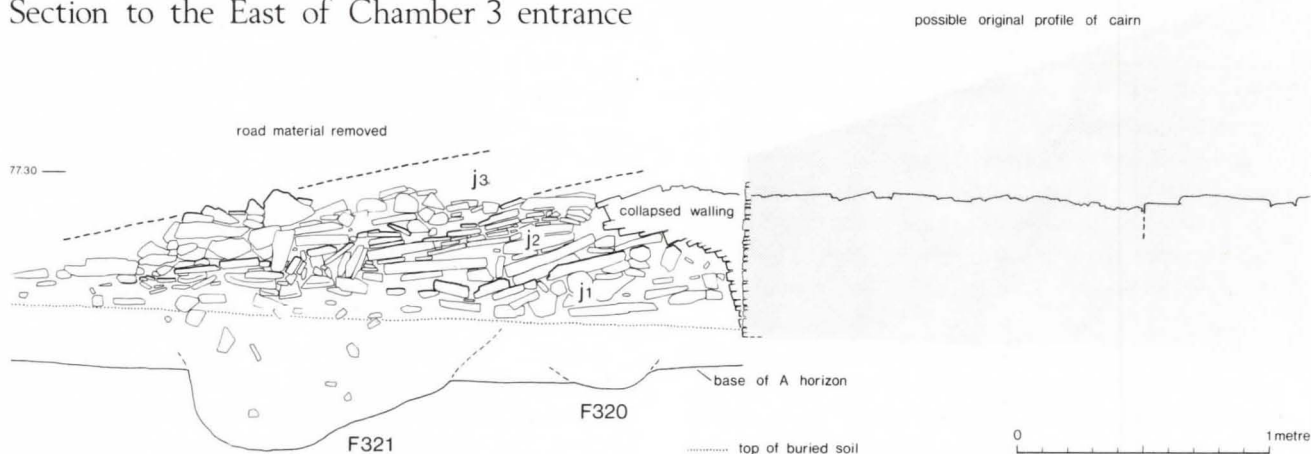 Section to the East of Chamber 3 entrance
possible original profile of cairn
road material removed
77·30
j3
collapsed walling
j2
j1
base of A horizon
F320
F321
top of buried soil
0 1 metre